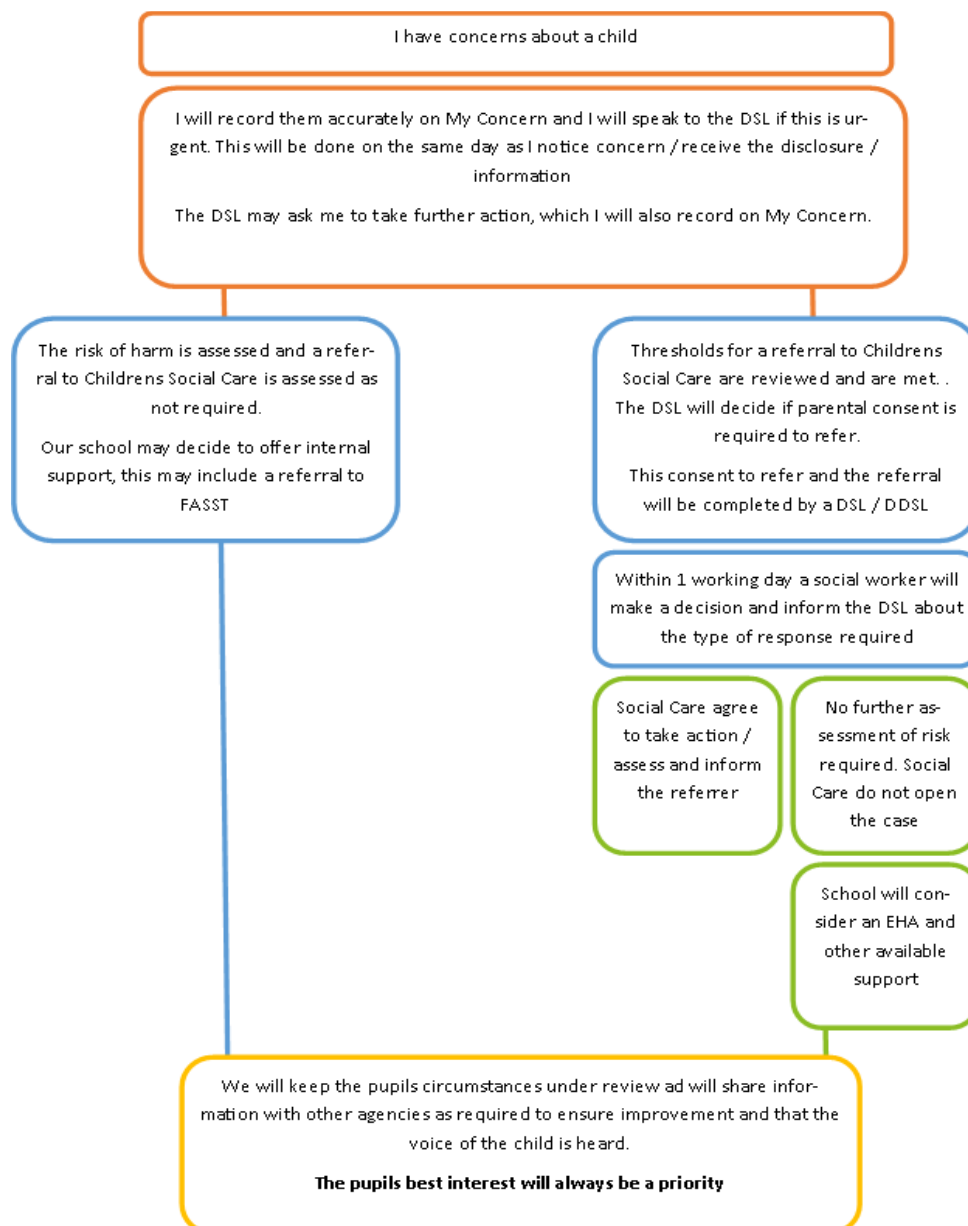 I have concerns about a child
I will record them accurately on My Concern and I will speak to the DSL if this is ur-
gent. This will be done on the same day as I notice concern / receive the disclosure /
information
The DSL may ask me to take further action, which I will also record on My Concern.
The risk of harm is assessed and a refer-
ral to Childrens Social Care is assessed as
not required.
Our school may decide to offer internal
support, this may include a referral to
FASST
Thresholds for a referral to Childrens
Social Care are reviewed and are met. .
The DSL will decide if parental consent is
required to refer.
This consent to refer and the referral
will be completed by a DSL / DDSL
Within 1 working day a social worker will
make a decision and inform the DSL about
the type of response required
Social Care agree
to take action /
assess and inform
the referrer
No further as-
sessment of risk
required. Social
Care do not open
the case
School will con-
sider an EHA and
other available
support
We will keep the pupils circumstances under review ad will share infor-
mation with other agencies as required to ensure improvement and that the
voice of the child is heard.
The pupils best interest will always be a priority